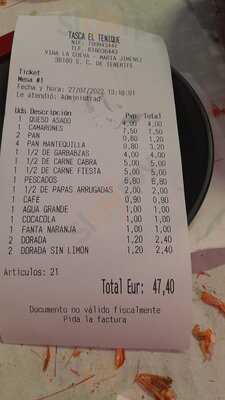 TASCA EL TENIQUE
NIF. 78694344Y
TLF. 616536443
VIÑA LA CUEVA - MARIA JIMENEZ
38180 S. C. DE TENERIFE
Ticket
Mesa #1
Fecha y hora: 27/07/2022 13:18:01
Le atendió: Administrad
Uds Descripción Pvp Total
1 QUESO ASADO 4,00 4,00
1 CAMARONES 7,50 7,50
2 PAN 0,60 1,20
4 PAN MANTEQUILLA 0,80 3,20
1 1/2 DE GARBANZAS 4,00 4,00
1 1/2 DE CARNE CABRA 5,00 5,00
1 1/2 DE CARNE FIESTA 5,00 5,00
1 PESCADOS 6,80 6,80
1 1/2 DE PAPAS ARRUGADAS 2,00 2,00
1 CAFE 0,90 0,90
1 AGUA GRANDE 1,00 1,00
1 COCACOLA 1,00 1,00
1 FANTA NARANJA 1,00 1,00
2 DORADA 1,20 2,40
2 DORADA SIN LIMON 1,20 2,40
Artículos: 21
Total Eur: 47,40
Documento no válido fiscalmente
Pida la factura